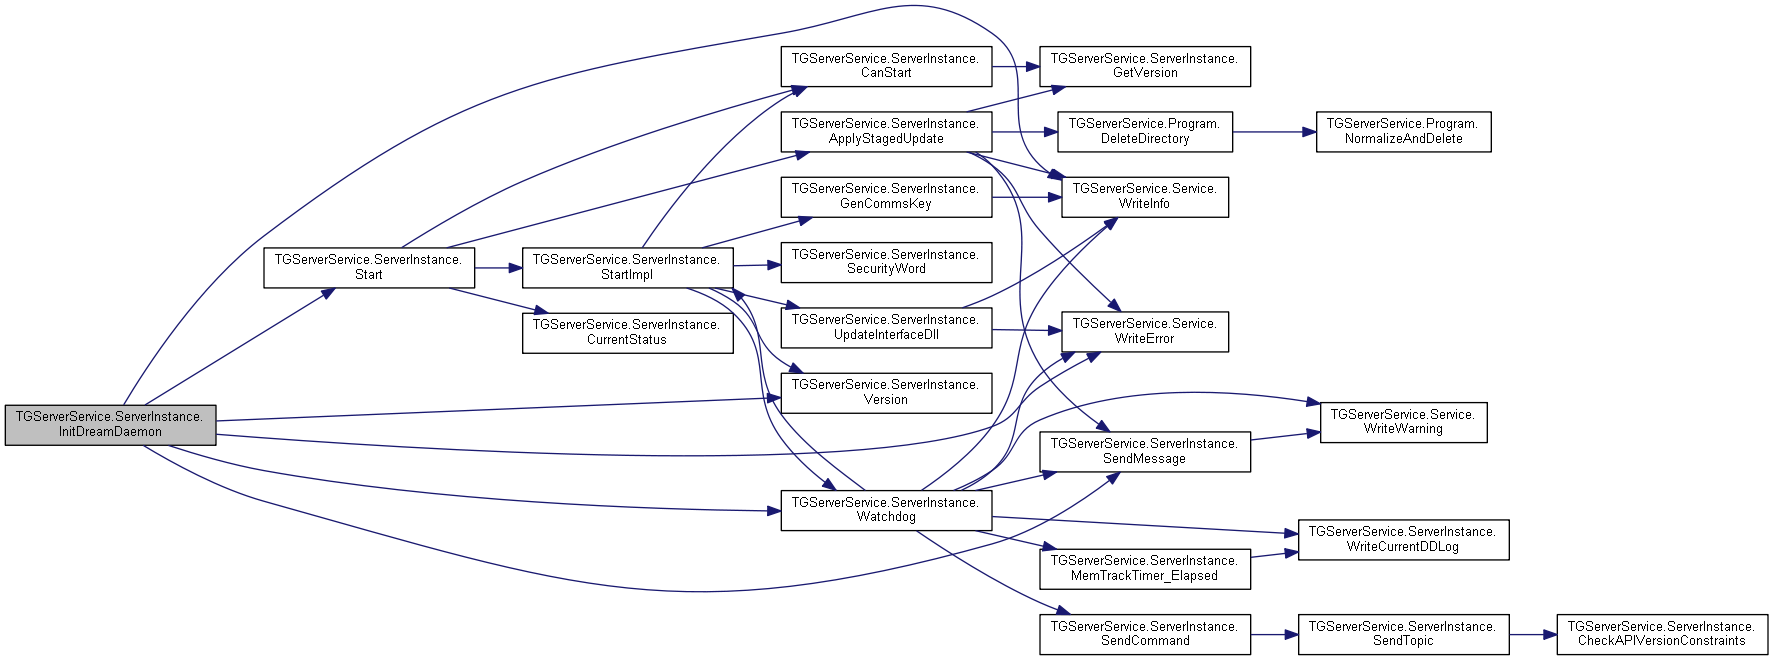 TGServerService.ServerInstance.
InitDreamDaemon
TGServerService.ServerInstance.
Start
TGServerService.ServerInstance.
StartImpl
TGServerService.ServerInstance.
CurrentStatus
TGServerService.ServerInstance.
CanStart
TGServerService.ServerInstance.
ApplyStagedUpdate
TGServerService.ServerInstance.
GenCommsKey
TGServerService.ServerInstance.
SecurityWord
TGServerService.ServerInstance.
UpdateInterfaceDll
TGServerService.ServerInstance.
Version
TGServerService.ServerInstance.
Watchdog
TGServerService.ServerInstance.
GetVersion
TGServerService.Program.
DeleteDirectory
TGServerService.Service.
WriteInfo
TGServerService.Service.
WriteError
TGServerService.ServerInstance.
SendMessage
TGServerService.ServerInstance.
MemTrackTimer_Elapsed
TGServerService.ServerInstance.
SendCommand
TGServerService.Program.
NormalizeAndDelete
TGServerService.Service.
WriteWarning
TGServerService.ServerInstance.
WriteCurrentDDLog
TGServerService.ServerInstance.
SendTopic
TGServerService.ServerInstance.
CheckAPIVersionConstraints